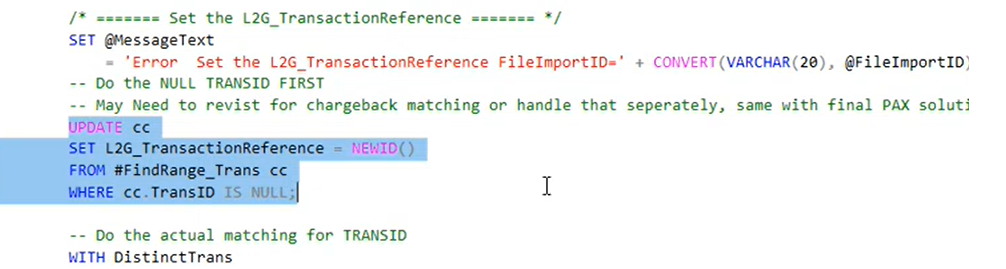 /* ======= Set the L2G_TransactionReference ======= */
SET @MessageText
= 'Error  Set the L2G_TransactionReference FileImportID=' + CONVERT(VARCHAR(20), @FileImportID)
-- Do the NULL TRANSID FIRST
-- May Need to revist for chargeback matching or handle that seperately, same with final PAX soluti
UPDATE cc
SET L2G_TransactionReference = NEWID()
FROM #FindRange_Trans cc
WHERE cc.TransID IS NULL;
-- Do the actual matching for TRANSID
WITH DistinctTrans